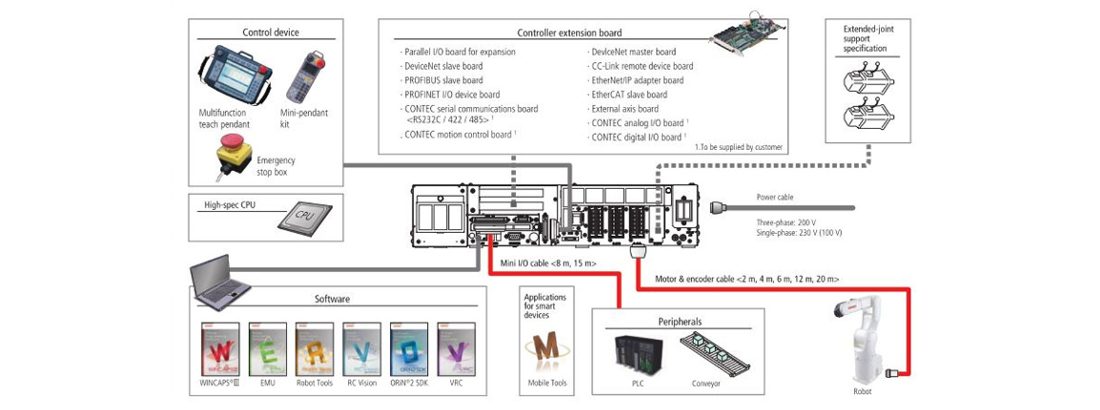 Control device
Multifunction
teach pendant
Mini-pendant
kit
Emergency
stop box
High-spec CPU
CPU
Controller extension board
· Parallel I/O board for expansion
· DeviceNet slave board
· PROFIBUS slave board
· PROFINET I/O device board
· CONTEC serial communications board
<RS232C / 422 / 485> 1
. CONTEC motion control board 1
· DevIceNet master board
· CC-Link remote device board
· EtherNet/IP adapter board
· EtherCAT slave board
· External axis board
· CONTEC analog I/O board 1
· CONTEC digital I/O board 1
1.To be supplied by customer
Extended-joint
support
specification
Power cable
Three-phase: 200 V
Single-phase: 230 V (100 V)
Mini I/O cable <8 m, 15 m>
Motor & encoder cable <2 m, 4 m, 6 m, 12 m, 20 m>
Software
W
E
R
V
O
V
WINCAPS®III
EMU
Robot Tools
RC Vision
ORiN®2 SDK
VRC
Applications
for smart
devices
M
Mobile Tools
Peripherals
PLC
Conveyor
Robot